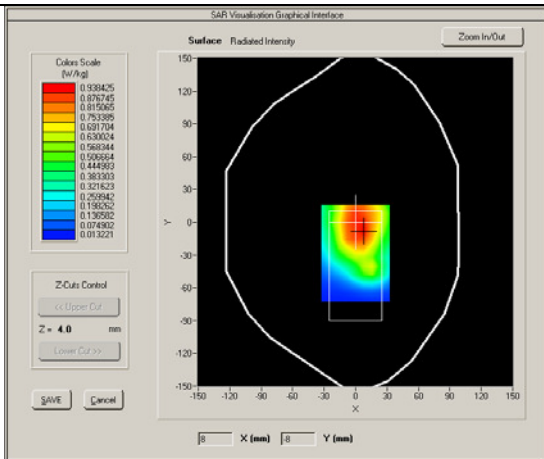 SAR Visualisation Graphical Interface
Surface Radiated Intensity
Zoom In/Out
Colors Scale
(W/kg)
0.938425
0.876745
0.815065
0.753385
0.691704
0.630024
0.568344
0.506664
0.444983
0.383303
0.321623
0.259942
0.198262
0.136582
0.074902
0.013221
Z-Cuts Control
<< Upper Cut
Z = 4.0 mm
Lower Cut >>
SAVE Cancel
150
120
90
60
30
0
-30
-60
-90
-120
-150
Y
-150 -120 -90 -60 -30 0 30 60 90 120 150
X
8 X (mm) -8 Y (mm)